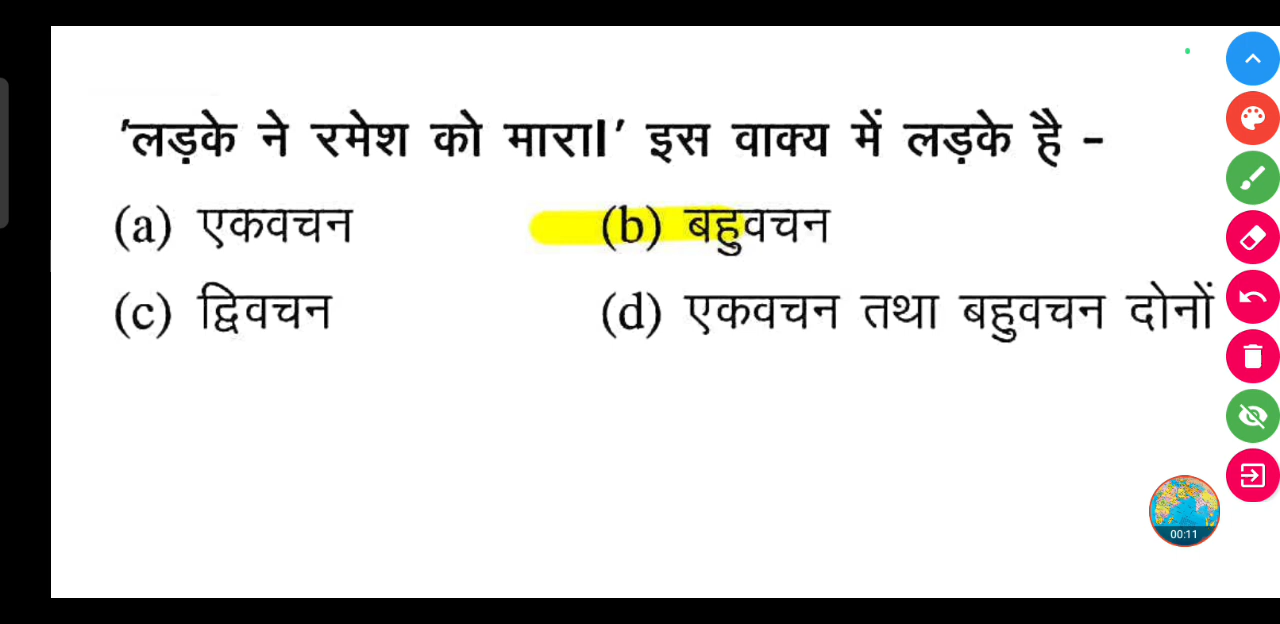 'लड़के ने रमेश को मारा।' इस वाक्य में लड़के है -
(a) एकवचन (b) बहुवचन
(c) द्विवचन (d) एकवचन तथा बहुवचन दोनों
00:11